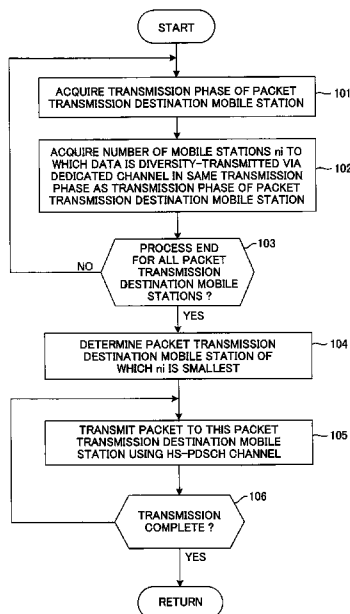 START
ACQUIRE TRANSMISSION PHASE OF PACKET
TRANSMISSION DESTINATION MOBILE STATION
101
ACQUIRE NUMBER OF MOBILE STATIONS ni TO
WHICH DATA IS DIVERSITY-TRANSMITTED VIA
DEDICATED CHANNEL IN SAME TRANSMISSION
PHASE AS TRANSMISSION PHASE OF PACKET
TRANSMISSION DESTINATION MOBILE STATION
102
103
PROCESS END
FOR ALL PACKET
TRANSMISSION
DESTINATION MOBILE
STATIONS ?
NO
YES
DETERMINE PACKET TRANSMISSION
DESTINATION MOBILE STATION OF
WHICH ni IS SMALLEST
104
TRANSMIT PACKET TO THIS PACKET
TRANSMISSION DESTINATION MOBILE
STATION USING HS-PDSCH CHANNEL
105
106
TRANSMISSION
COMPLETE ?
YES
RETURN